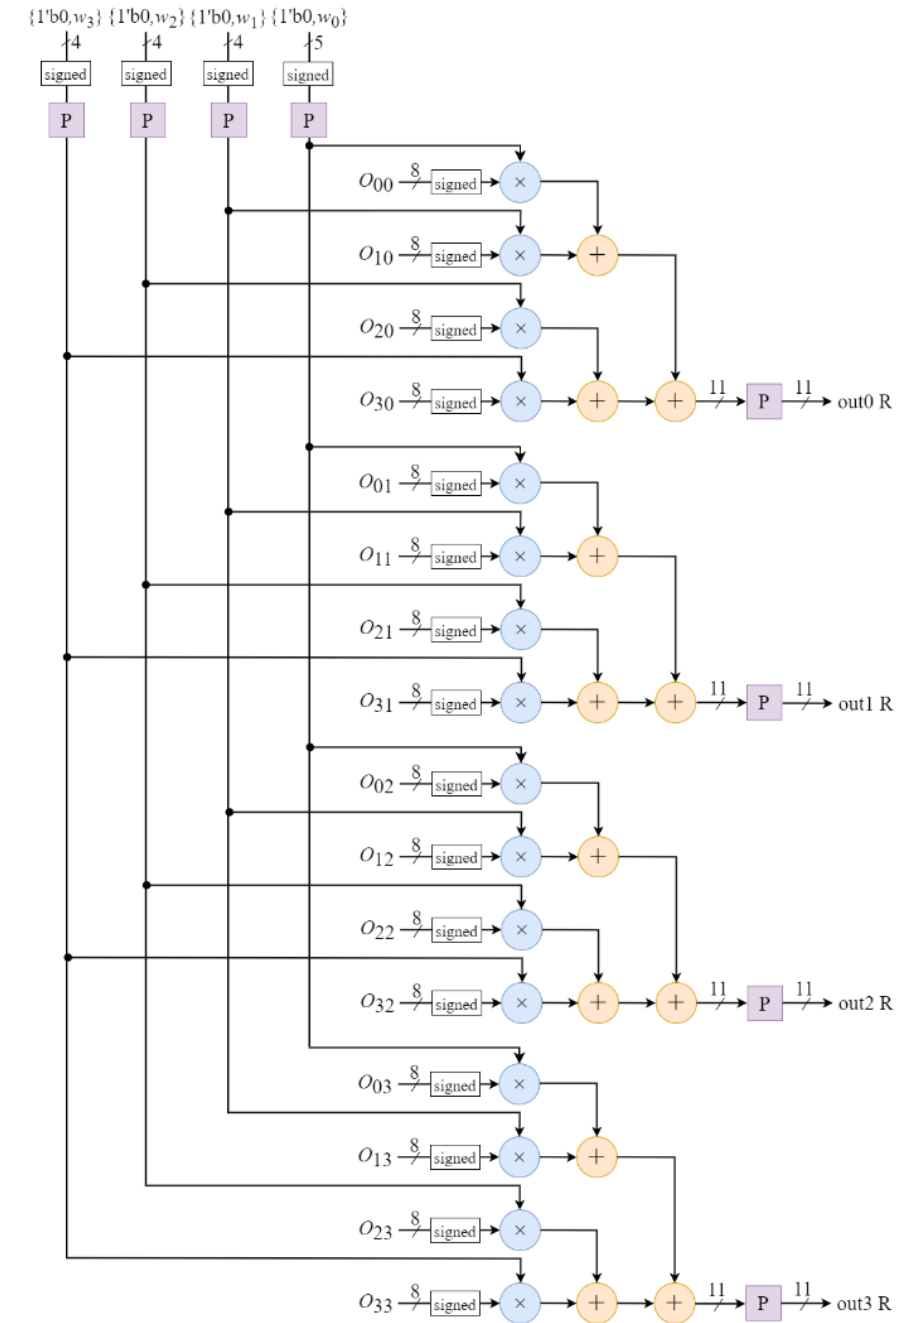 {1'b0,w3} {1'b0,w2} {1'b0,w1} {1'b0,w0}
4 4 4 5
signed signed signed signed
P P P P
O00 8 signed ×
O10 8 signed × +
O20 8 signed ×
O30 8 signed × + + 11 P 11 out0 R
O01 8 signed ×
O11 8 signed × +
O21 8 signed ×
O31 8 signed × + + 11 P 11 out1 R
O02 8 signed ×
O12 8 signed × +
O22 8 signed ×
O32 8 signed × + + 11 P 11 out2 R
O03 8 signed ×
O13 8 signed × +
O23 8 signed ×
O33 8 signed × + + 11 P 11 out3 R